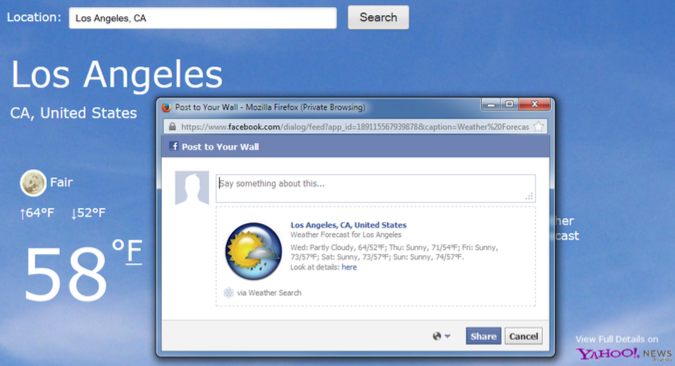 Location: Los Angeles, CA Search
Los Angeles
CA, United States
Fair
↑64°F ↓52°F
58°F
Post to Your Wall - Mozilla Firefox (Private Browsing)
https://www.facebook.com/dialog/feed?app_id=189115567939878&caption=Weather%20Forecas
Post to Your Wall
Say something about this...
Los Angeles, CA, United States
Weather Forecast for Los Angeles
Wed: Partly Cloudy, 64/52°F; Thu: Sunny, 71/54°F; Fri: Sunny,
73/57°F; Sat: Sunny, 73/57°F; Sun: Sunny, 74/57°F.
Look at details: here
via Weather Search
Share Cancel
her
cast
View Full Details on
YAHOO! NEWS